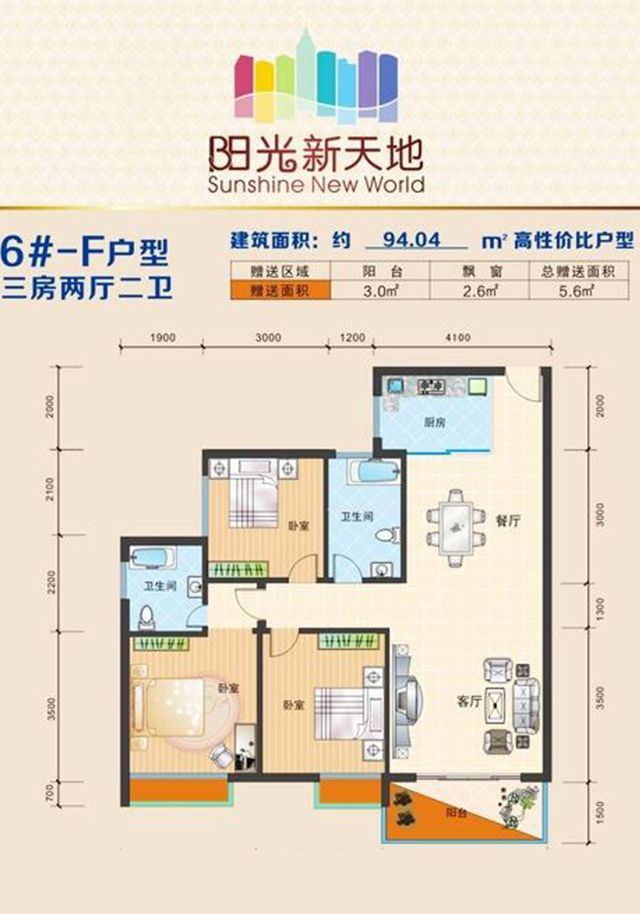 阳光新天地
Sunshine New World
6#-F户型
三房两厅二卫
建筑面积：约 94.04 ㎡ 高性价比户型
赠送区域 阳台 飘窗 总赠送面积
赠送面积 3.0㎡ 2.6㎡ 5.6㎡
1900 3000 1200 4100
2000 2000
厨房
2100
卧室
卫生间
餐厅
3000
2200
卫生间
1300
3500
卧室
卧室
客厅
3500
700
阳台
1500